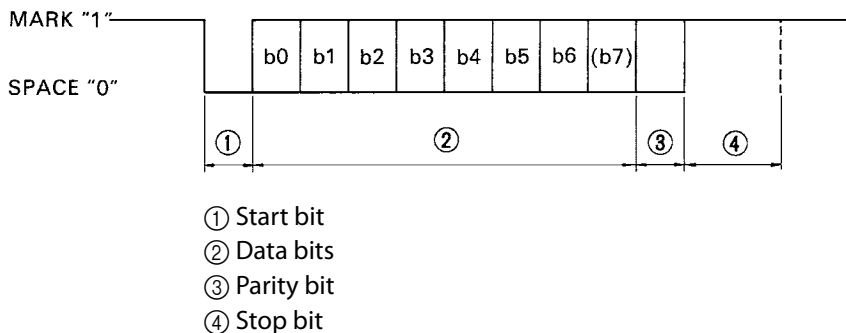 MARK "1"
b0 b1 b2 b3 b4 b5 b6 (b7)
SPACE "0"
① ② ③ ④
① Start bit
② Data bits
③ Parity bit
④ Stop bit